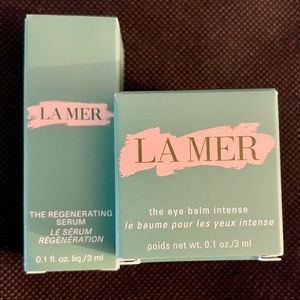 LA MER
THE REGENERATING
SERUM
LE SÉRUM
RÉGÉNÉRATION
0.1 fl. oz. liq./3 ml
LA MER
the eye balm intense
le baume pour les yeux intense
poids net wt. 0.1 oz./3 ml